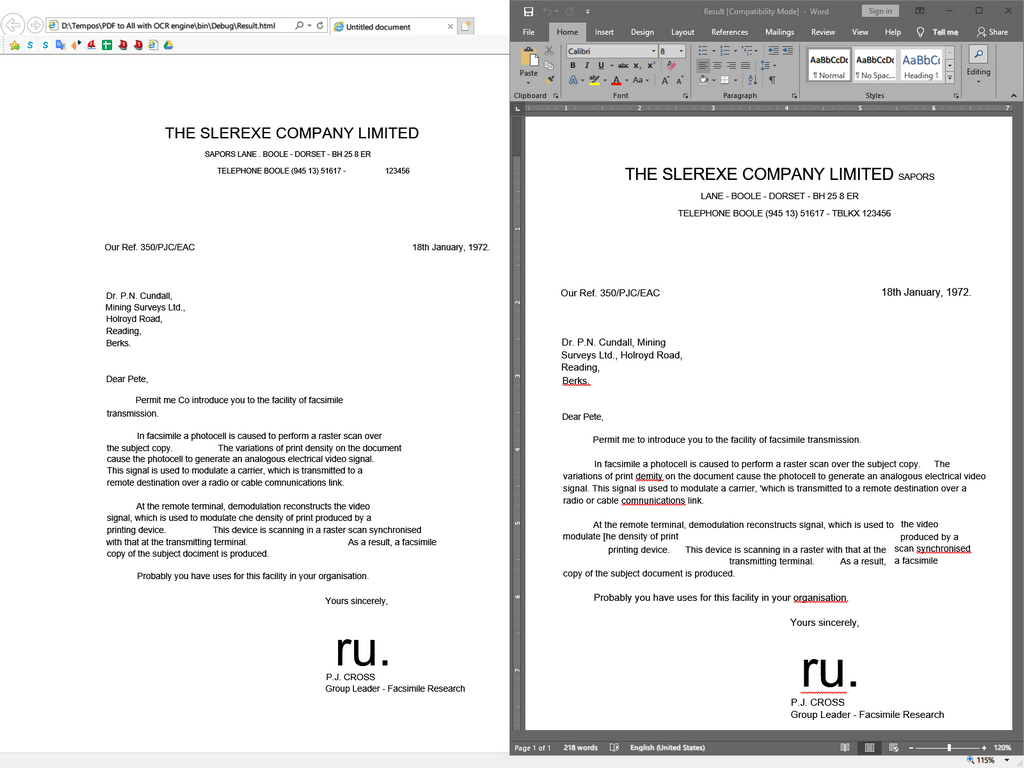 D:\Tempos\PDF to All with OCR engine\bin\Debug\Result.html
Untitled document
THE SLEREXE COMPANY LIMITED
SAPORS LANE . BOOLE - DORSET - BH 25 8 ER
TELEPHONE BOOLE (945 13) 51617 - 123456
Our Ref. 350/PJC/EAC 18th January, 1972.
Dr. P.N. Cundall,
Mining Surveys Ltd.,
Holroyd Road,
Reading,
Berks.
Dear Pete,
Permit me Co introduce you to the facility of facsimile
transmission.
In facsimile a photocell is caused to perform a raster scan over
the subject copy. The variations of print density on the document
cause the photocell to generate an analogous electrical video signal.
This signal is used to modulate a carrier, which is transmitted to a
remote destination over a radio or cable comnunications link.
At the remote terminal, demodulation reconstructs the video
signal, which is used to modulate che density of print produced by a
printing device. This device is scanning in a raster scan synchronised
with that at the transmitting terminal. As a result, a facsimile
copy of the subject dociment is produced.
Probably you have uses for this facility in your organisation.
Yours sincerely,
ru.
P.J. CROSS
Group Leader - Facsimile Research
Result [Compatibility Mode] - Word
Sign in
File Home Insert Design Layout References Mailings Review View Help Tell me Share
Paste
Clipboard
Calibri 8
B I U abc x₂ x²
A Aa A A
Font
Paragraph
AaBbCcDc AaBbCcDc AaBbC
¶ Normal ¶ No Spac... Heading 1
Styles
Editing
1 2 3 4 5 6 7
1
2
3
4
5
6
7
THE SLEREXE COMPANY LIMITED SAPORS
LANE - BOOLE - DORSET - BH 25 8 ER
TELEPHONE BOOLE (945 13) 51617 - TBLKX 123456
Our Ref. 350/PJC/EAC 18th January, 1972.
Dr. P.N. Cundall, Mining
Surveys Ltd., Holroyd Road,
Reading,
Berks.
Dear Pete,
Permit me to introduce you to the facility of facsimile transmission.
In facsimile a photocell is caused to perform a raster scan over the subject copy. The
variations of print demity on the document cause the photocell to generate an analogous electrical video
signal. This signal is used to modulate a carrier, 'which is transmitted to a remote destination over a
radio or cable comnunications link.
At the remote terminal, demodulation reconstructs signal, which is used to the video
modulate [he density of print produced by a
printing device. This device is scanning in a raster with that at the scan synchronised
transmitting terminal. As a result, a facsimile
copy of the subject document is produced.
Probably you have uses for this facility in your organisation.
Yours sincerely,
ru.
P.J. CROSS
Group Leader - Facsimile Research
Page 1 of 1 218 words English (United States) 120%
115%